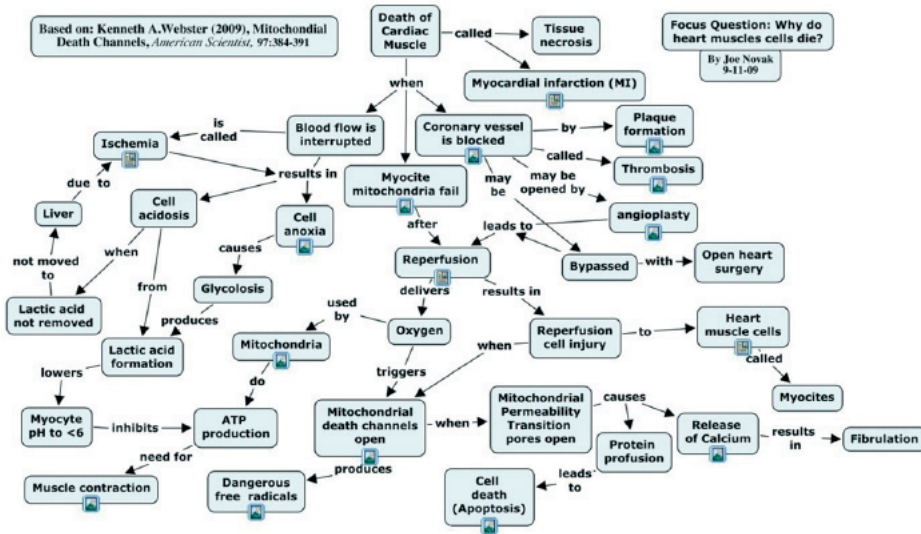 Based on: Kenneth A.Webster (2009), Mitochondial
Death Channels, American Scientist, 97:384-391
Death of
Cardiac
Muscle
called
Tissue
necrosis
Focus Question: Why do
heart muscles cells die?
By Joe Novak
9-11-09
Myocardial infarction (MI)
when
is
called
Ischemia
Blood flow is
interrupted
Coronary vessel
is blocked
by
Plaque
formation
called
Thrombosis
results in
Myocite
mitochondria fail
may
be
may be
opened by
angioplasty
due to
Liver
Cell
acidosis
Cell
anoxia
after
leads to
not moved
to
when
causes
Reperfusion
Bypassed
with
Open heart
surgery
from
Glycolosis
delivers
results in
Lactic acid
not removed
produces
used
by
Oxygen
Reperfusion
cell injury
to
Heart
muscle cells
Lactic acid
formation
Mitochondria
when
called
lowers
do
triggers
Myocites
Myocyte
pH to <6
inhibits
ATP
production
Mitochondrial
death channels
open
when
Mitochondrial
Permeability
Transition
pores open
causes
Release
of Calcium
results
in
Fibrulation
Protein
profusion
need for
Muscle contraction
produces
Dangerous
free radicals
leads
to
Cell
death
(Apoptosis)